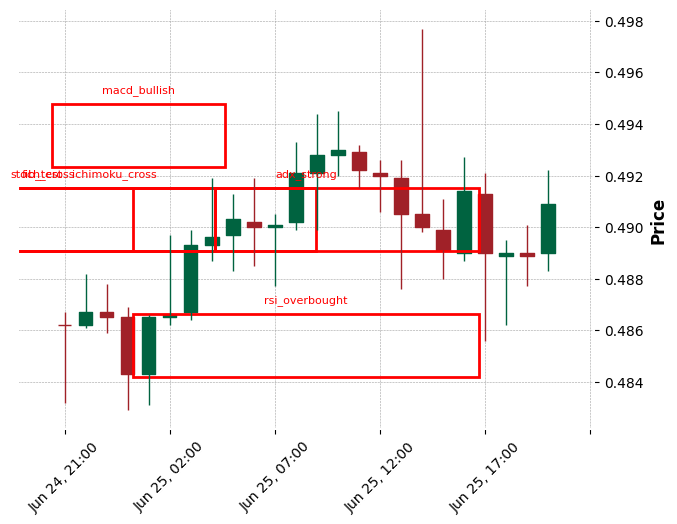 0.498
0.496
macd_bullish
0.494
ichimoku_cross
adx_strong
0.492
0.490
Price
0.488
rsi_overbought
0.486
0.484
Jun 24, 21:00
Jun 25, 02:00
Jun 25, 07:00
Jun 25, 12:00
Jun 25, 17:00